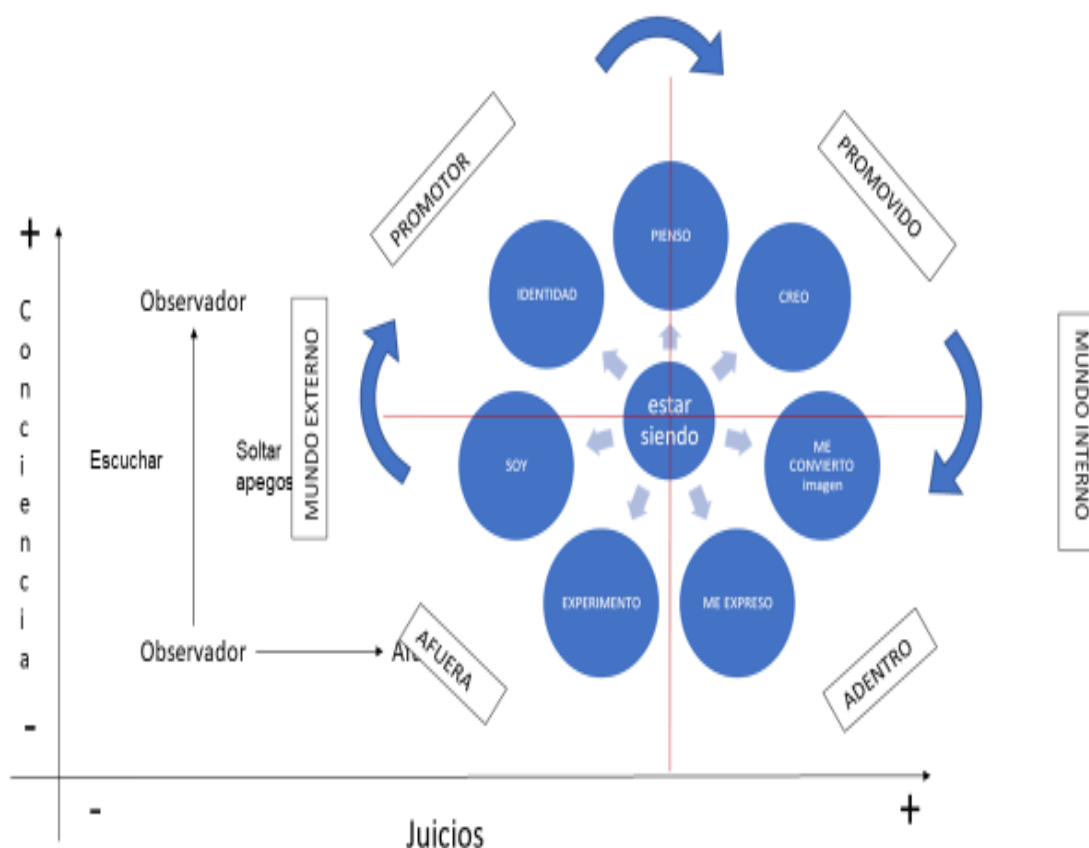 PROMOTOR
PROMOVIDO
PIENSO
IDENTIDAD
CREO
+
Conciencia
-
Observador
MUNDO EXTERNO
MUNDO INTERNO
estar
siendo
Escuchar
Soltar
apegos
SOY
ME
CONVIERTO
imagen
EXPERIMENTO
ME EXPRESO
Observador
AFUERA
ADENTRO
-
+
Juicios